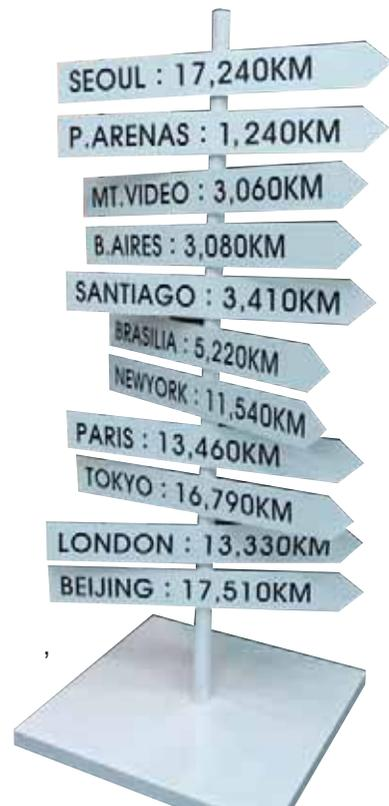 SEOUL : 17,240KM
P.ARENAS : 1,240KM
MT.VIDEO : 3,060KM
B.AIRES : 3,080KM
SANTIAGO : 3,410KM
BRASILIA : 5,220KM
NEWYORK : 11,540KM
PARIS : 13,460KM
TOKYO : 16,790KM
LONDON : 13,330KM
BEIJING : 17,510KM
,